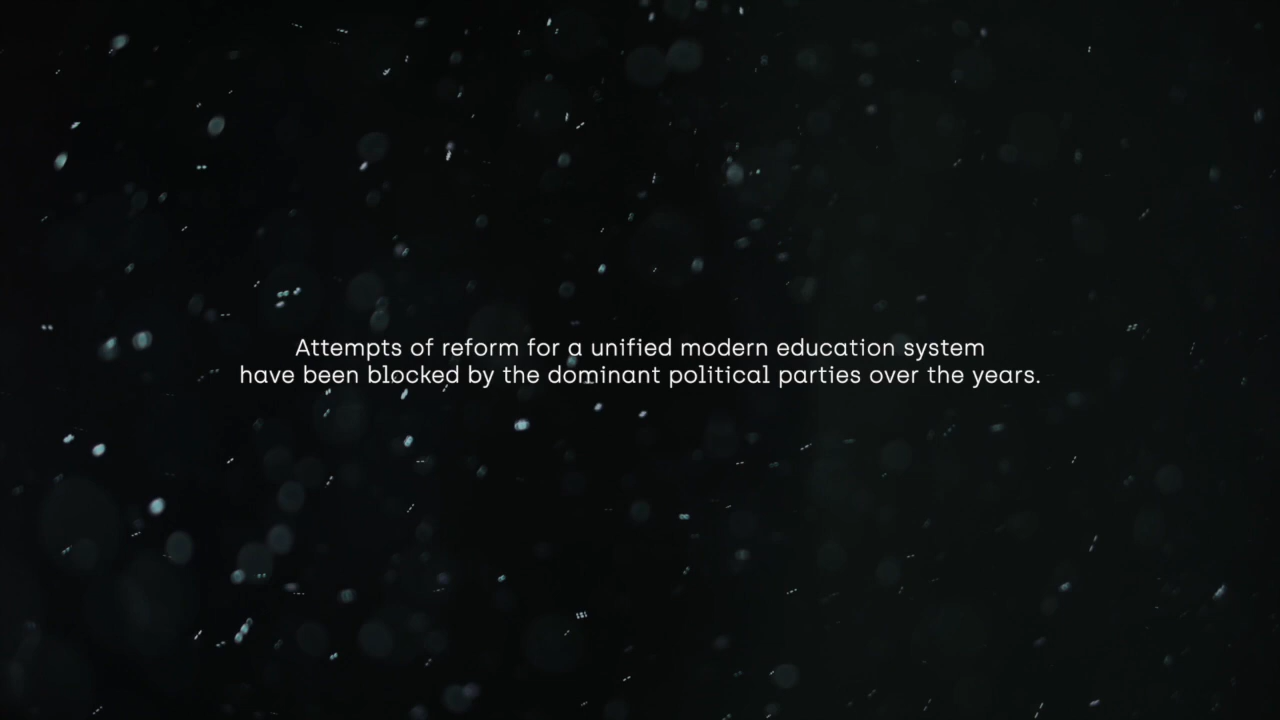 Attempts of reform for a unified modern education system
have been blocked by the dominant political parties over the years.